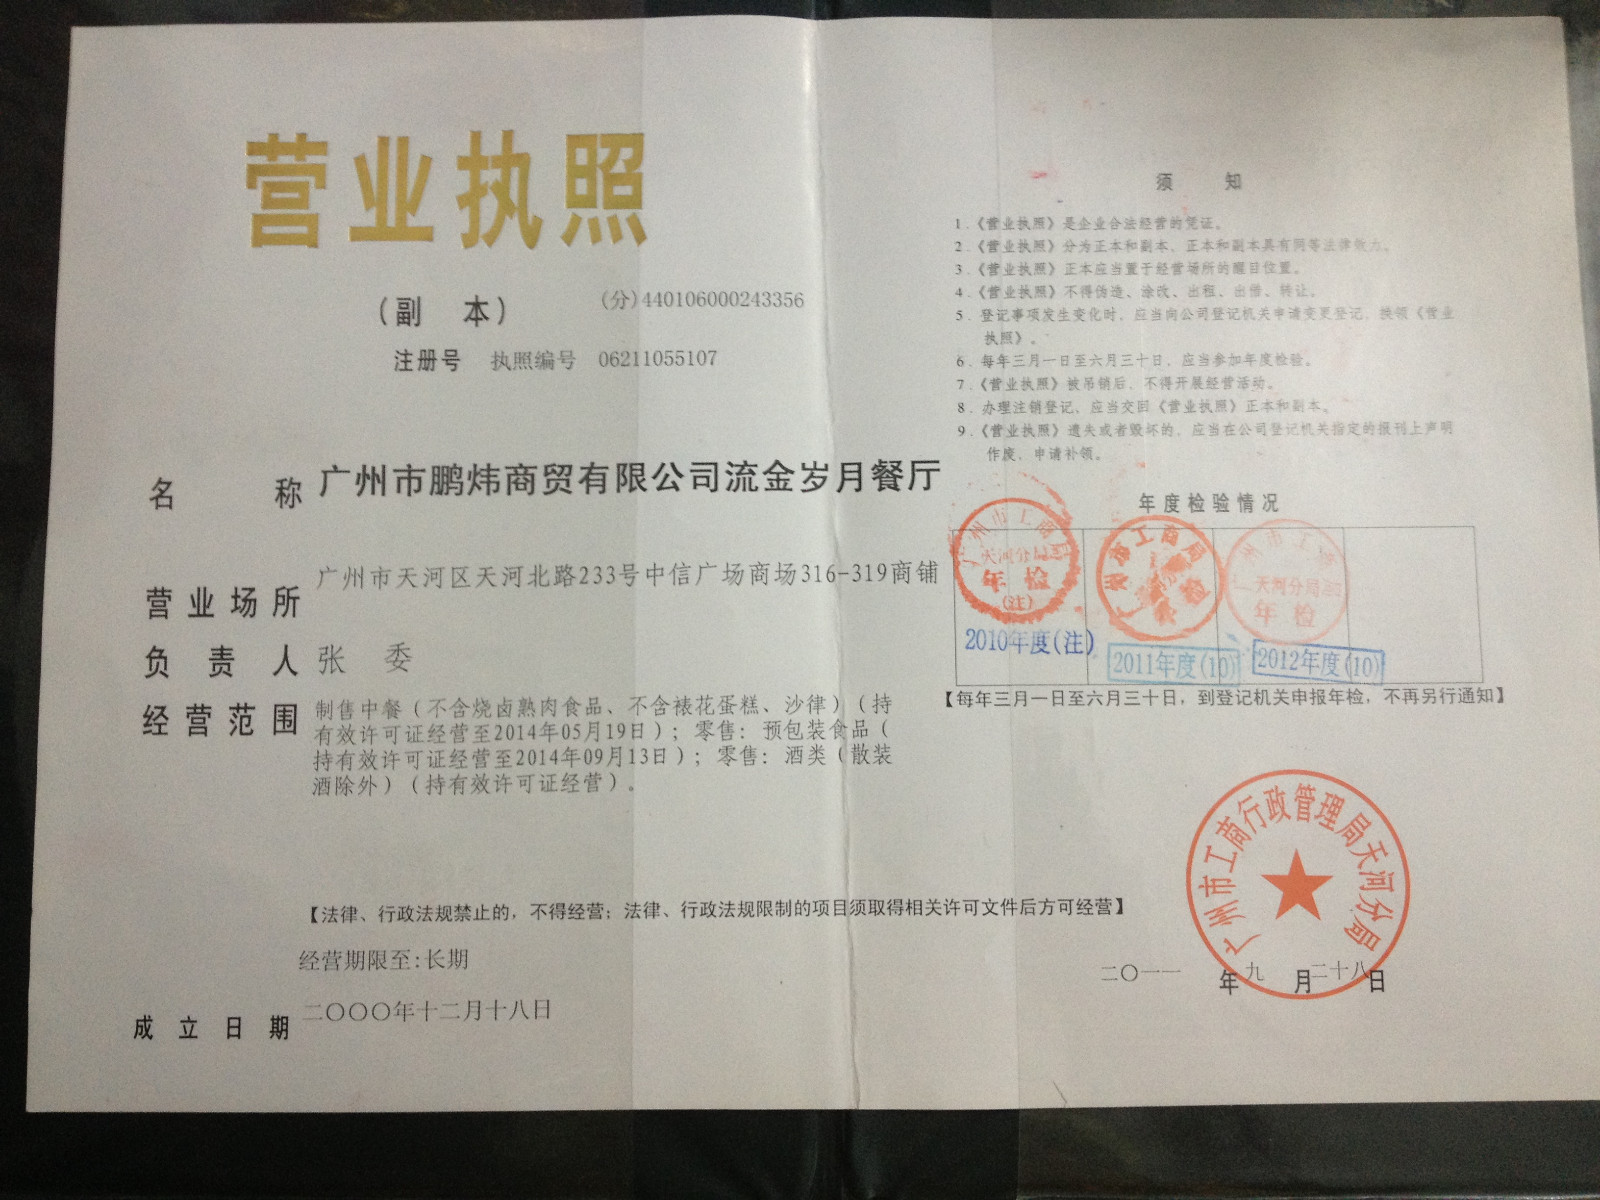 营业执照
(副 本)
(分)440106000243356
注册号 执照编号 06211055107
名 称 广州市鹏炜商贸有限公司流金岁月餐厅
营业场所 广州市天河区天河北路233号中信广场商场316-319商铺
负责人 张 委
经营范围 制售中餐(不含烧卤熟肉食品、不含裱花蛋糕、沙律)(持
有效许可证经营至2014年05月19日);零售:预包装食品(
持有效许可证经营至2014年09月13日);零售:酒类(散装
酒除外)(持有效许可证经营)。
【法律、行政法规禁止的,不得经营;法律、行政法规限制的项目须取得相关许可文件后方可经营】
经营期限至:长期
成立日期 二〇〇〇年十二月十八日
须 知
1.《营业执照》是企业合法经营的凭证。
2.《营业执照》分为正本和副本,正本和副本具有同等法律效力。
3.《营业执照》正本应当置于经营场所的醒目位置。
4.《营业执照》不得伪造、涂改、出租、出借、转让。
5.登记事项发生变化时,应当向公司登记机关申请变更登记,换领《营业
执照》。
6.每年三月一日至六月三十日,应当参加年度检验。
7.《营业执照》被吊销后,不得开展经营活动。
8.办理注销登记,应当交回《营业执照》正本和副本。
9.《营业执照》遗失或者毁坏的,应当在公司登记机关指定的报刊上声明
作废,申请补领。
年度检验情况
年检
(注)
2010年度(注)
2011年度(10)
天河分局
年检
2012年度(10)
【每年三月一日至六月三十日,到登记机关申报年检,不再另行通知】
广州市工商行政管理局天河分局
二〇一一年九月二十八日